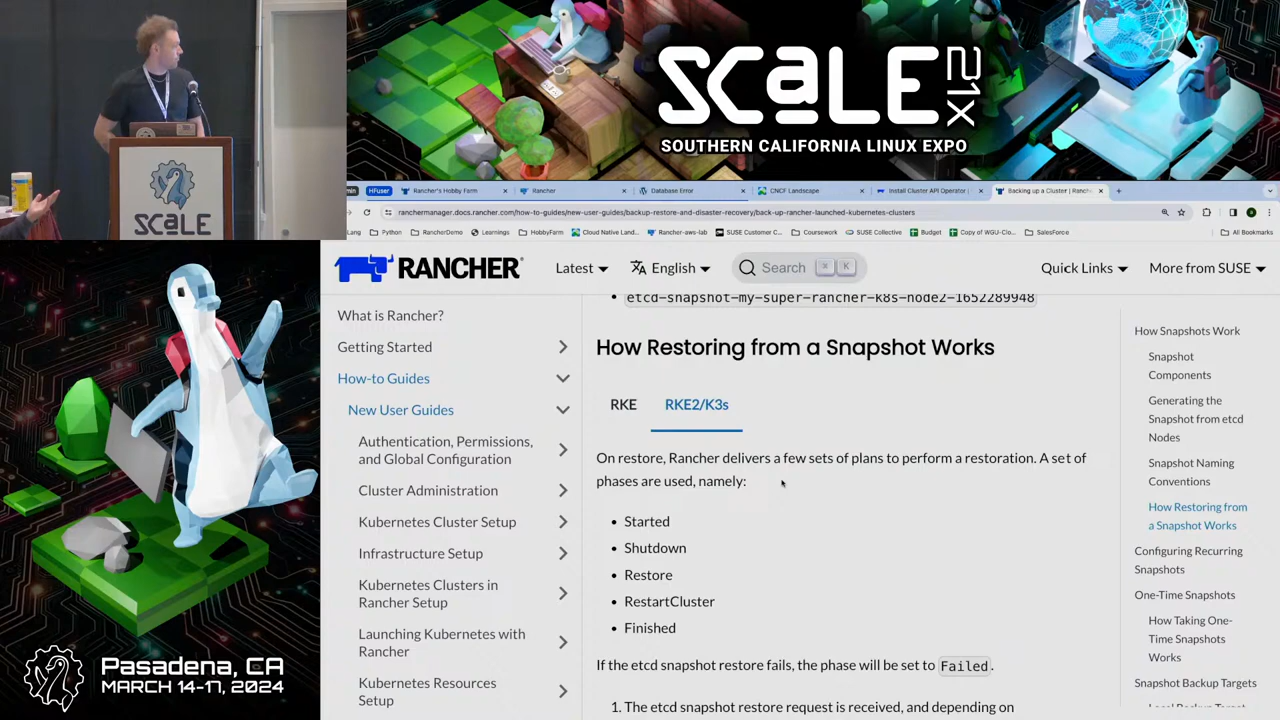 SCALE
21X
SOUTHERN CALIFORNIA LINUX EXPO
SCALE
min
HFuser
Rancher's Hobby Farm
Rancher
Database Error
CNCF Landscape
Install Cluster API Operator |
Backing up a Cluster | Ranch
ranchermanager.docs.rancher.com/how-to-guides/new-user-guides/backup-restore-and-disaster-recovery/back-up-rancher-launched-kubernetes-clusters
Lang
Python
RancherDemo
Learnings
HobbyFarm
Cloud Native Land...
Rancher-aws-lab
SUSE Customer C...
Coursework
SUSE Collective
Budget
Copy of WGU-Clo...
SalesForce
All Bookmarks
RANCHER
Latest
English
Search
K
Quick Links
More from SUSE
What is Rancher?
Getting Started
How-to Guides
New User Guides
Authentication, Permissions,
and Global Configuration
Cluster Administration
Kubernetes Cluster Setup
Infrastructure Setup
Kubernetes Clusters in
Rancher Setup
Launching Kubernetes with
Rancher
Kubernetes Resources
Setup
etcd-snapshot-my-super-rancher-k8s-node2-1652289948
How Restoring from a Snapshot Works
RKE
RKE2/K3s
On restore, Rancher delivers a few sets of plans to perform a restoration. A set of
phases are used, namely:
• Started
• Shutdown
• Restore
• RestartCluster
• Finished
If the etcd snapshot restore fails, the phase will be set to Failed.
1. The etcd snapshot restore request is received, and depending on
How Snapshots Work
Snapshot
Components
Generating the
Snapshot from etcd
Nodes
Snapshot Naming
Conventions
How Restoring from
a Snapshot Works
Configuring Recurring
Snapshots
One-Time Snapshots
How Taking One-
Time Snapshots
Works
Snapshot Backup Targets
Local Backup Target
Pasadena, CA
MARCH 14-17, 2024